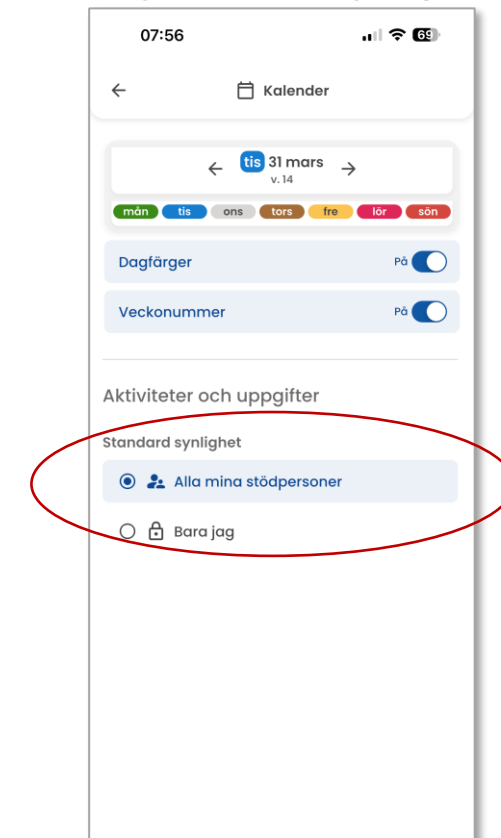 07:56 69
Kalender
tis 31 mars
v. 14
mån tis ons tors fre lör sön
Dagfärger På
Veckonummer På
Aktiviteter och uppgifter
Standard synlighet
Alla mina stödpersoner
Bara jag